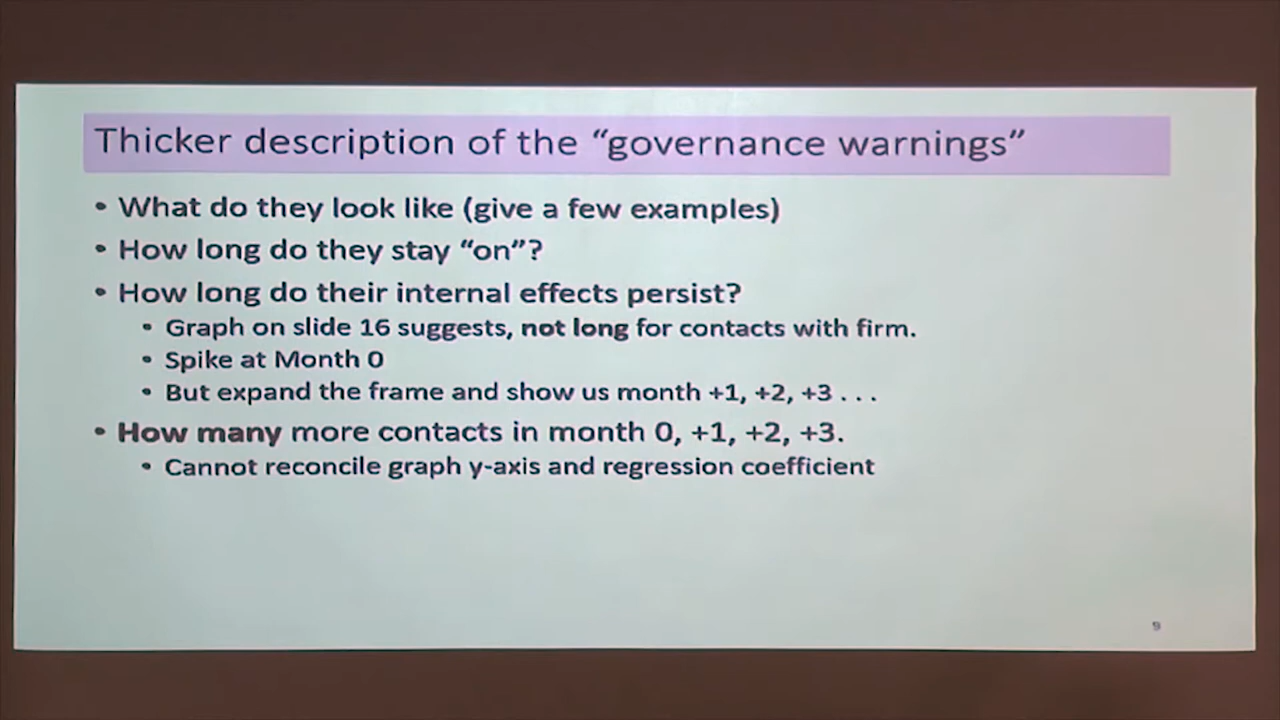 Thicker description of the “governance warnings”
• What do they look like (give a few examples)
• How long do they stay “on”?
• How long do their internal effects persist?
• Graph on slide 16 suggests, not long for contacts with firm.
• Spike at Month 0
• But expand the frame and show us month +1, +2, +3 . . .
• How many more contacts in month 0, +1, +2, +3.
• Cannot reconcile graph y-axis and regression coefficient
9